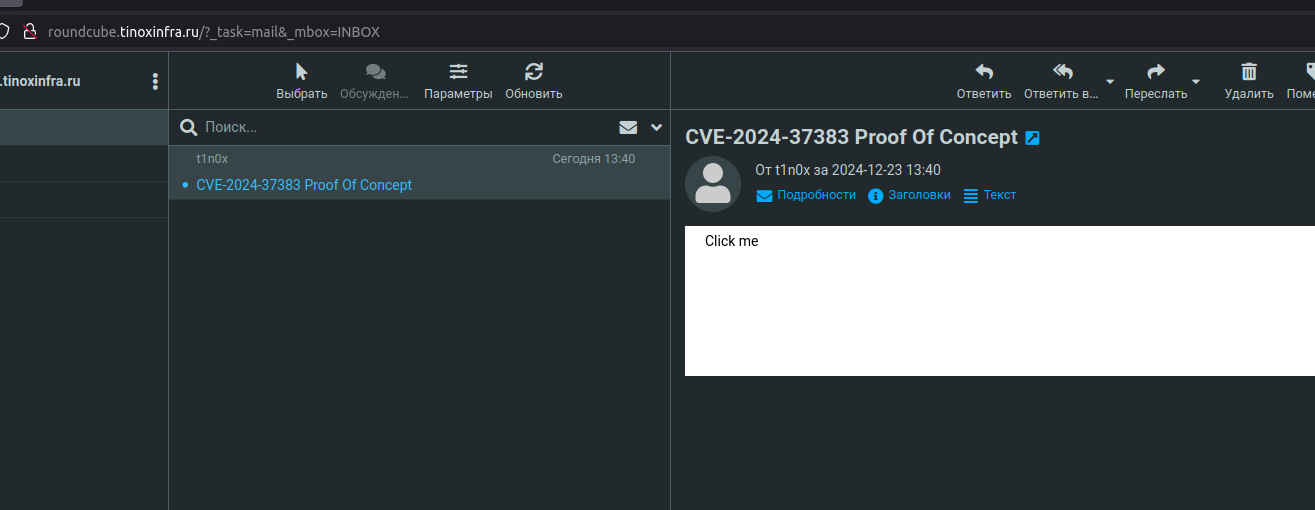 roundcube.tinoxinfra.ru/?_task=mail&_mbox=INBOX
.tinoxinfra.ru
Выбрать
Обсужден...
Параметры
Обновить
Ответить
Ответить в...
Переслать
Удалить
Поме
Поиск...
t1n0x
Сегодня 13:40
CVE-2024-37383 Proof Of Concept
CVE-2024-37383 Proof Of Concept
От t1n0x за 2024-12-23 13:40
Подробности
Заголовки
Текст
Click me